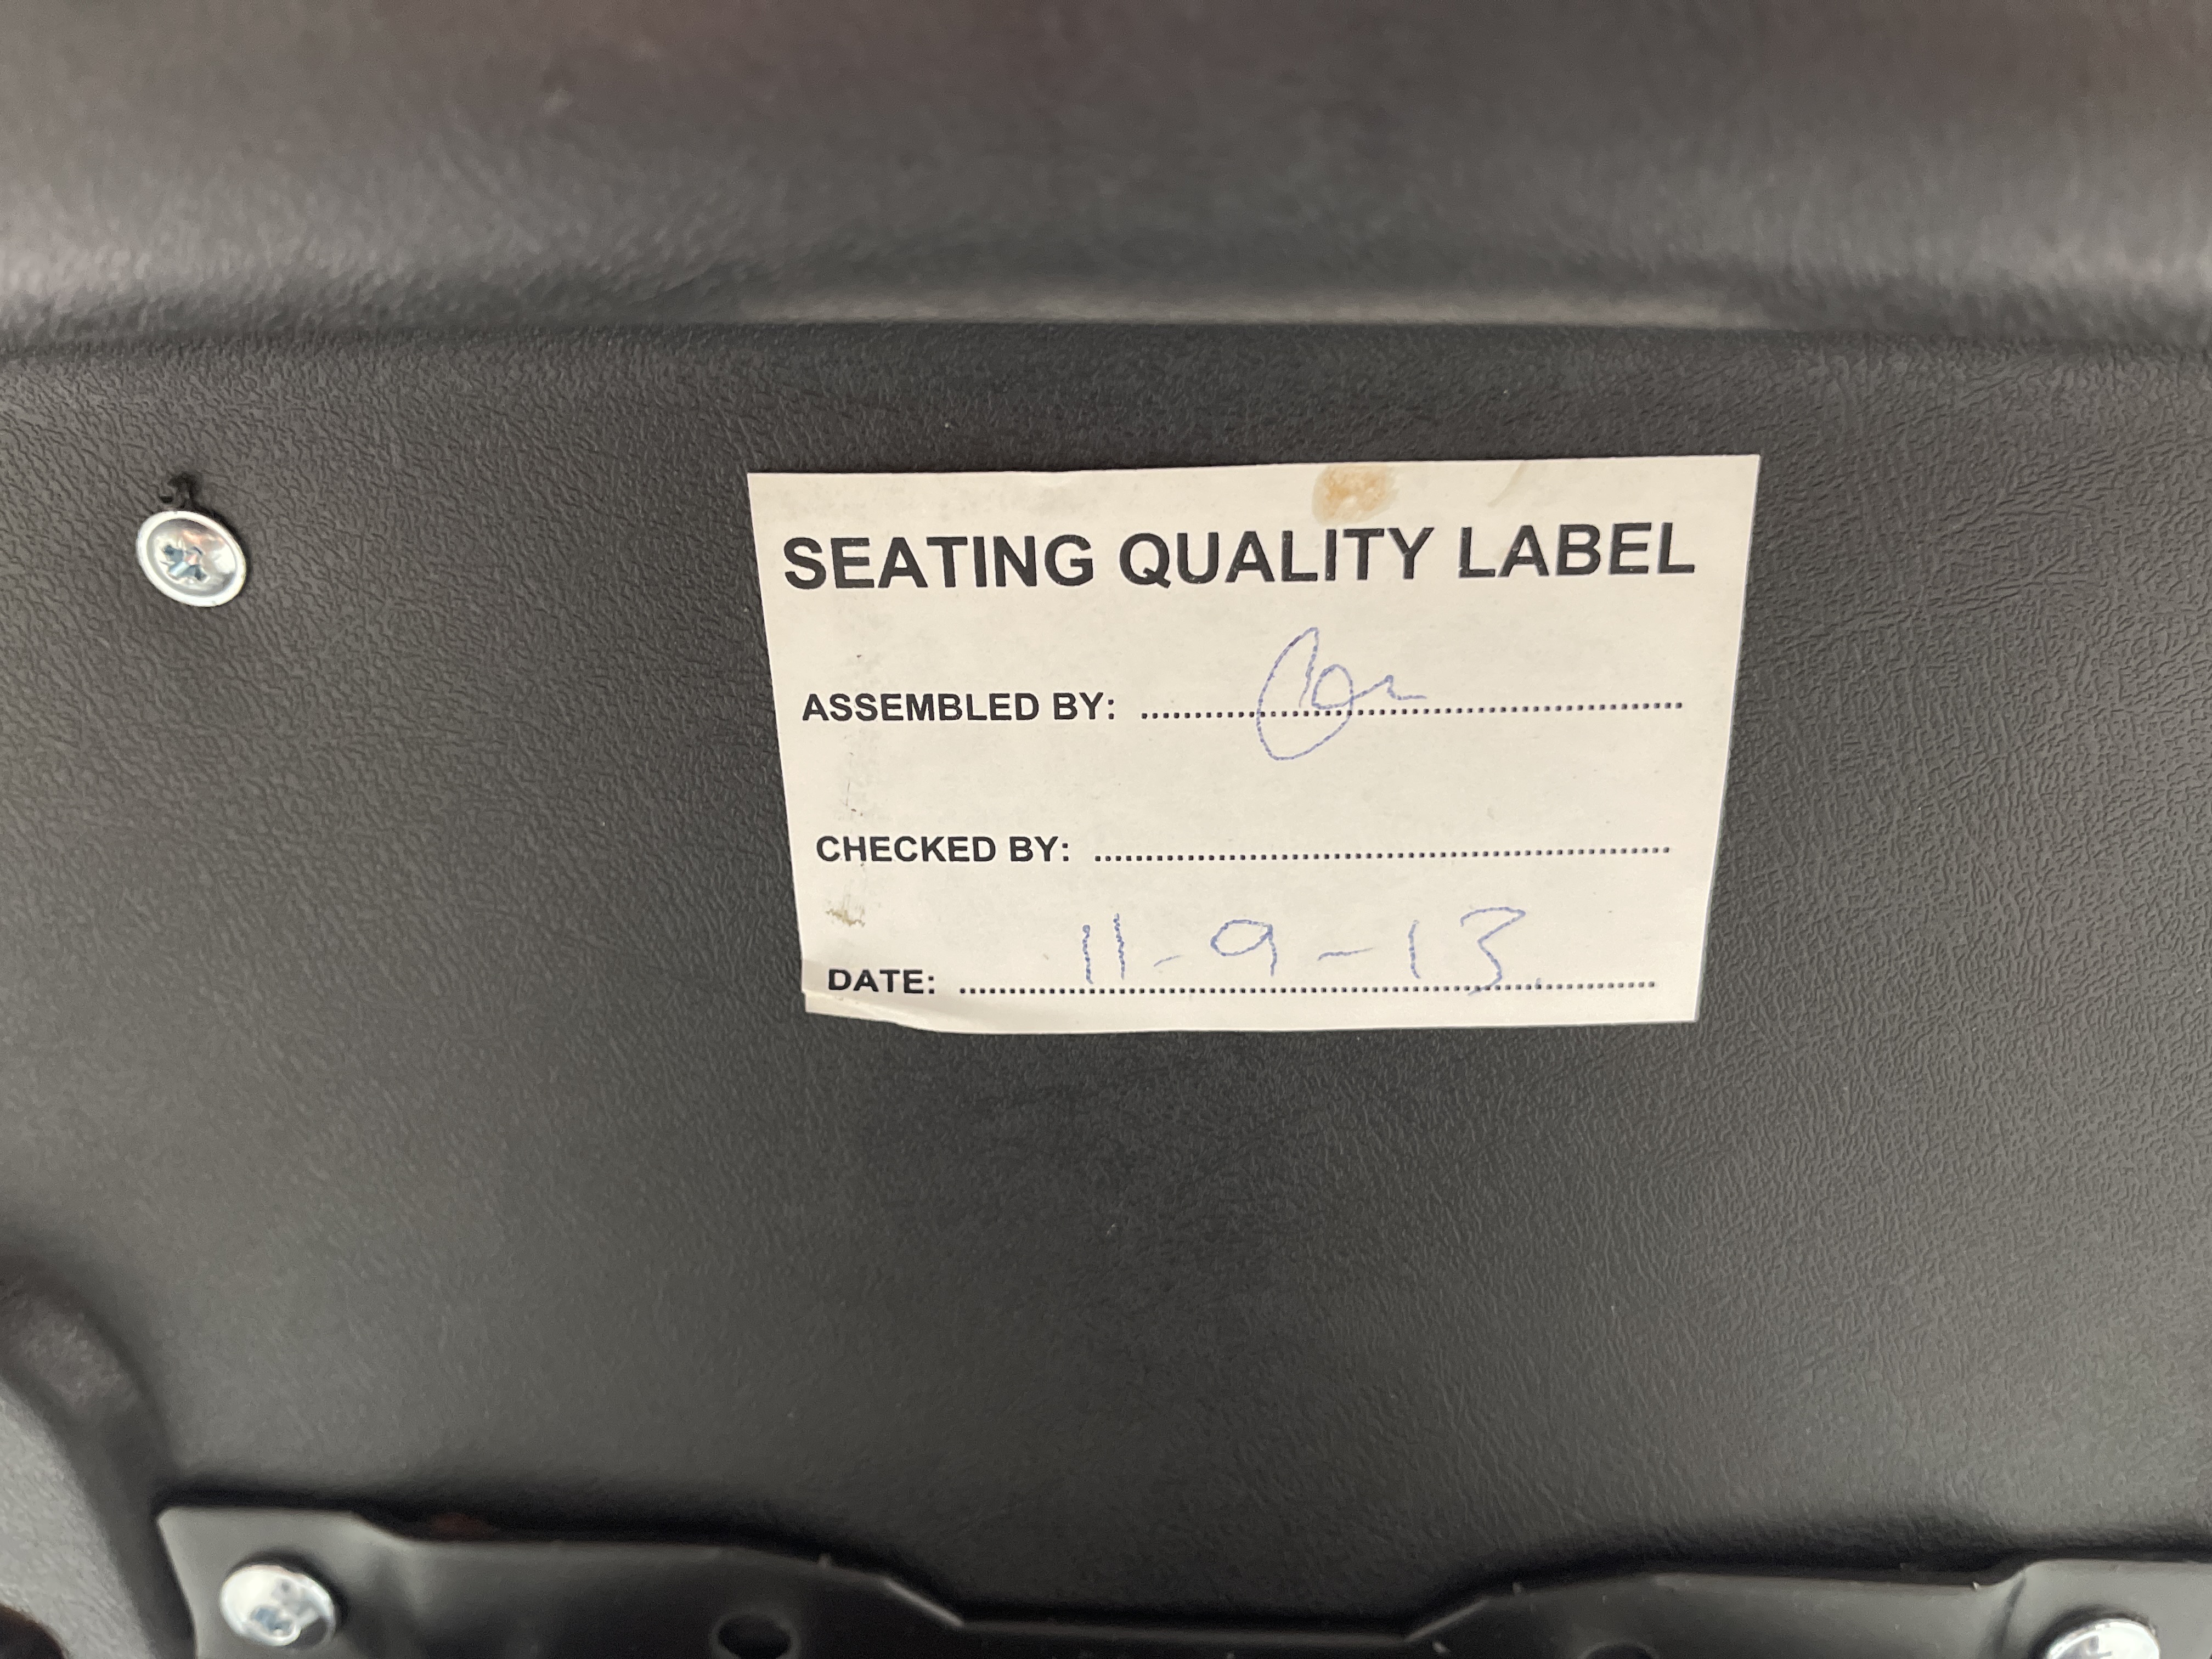 SEATING QUALITY LABEL
ASSEMBLED BY:
CHECKED BY:
DATE: 11-9-13